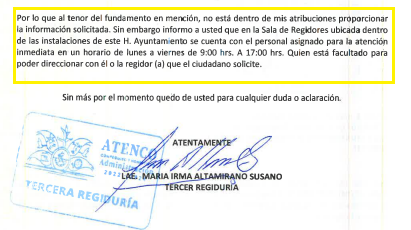 Por lo que al tenor del fundamento en mención, no está dentro de mis atribuciones proporcionar
la información solicitada. Sin embargo informo a usted que en la Sala de Regidores ubicada dentro
de las instalaciones de este H. Ayuntamiento se cuenta con el personal asignado para la atención
inmediata en un horario de lunes a viernes de 9:00 hrs. A 17:00 hrs. Quien está facultado para
poder direccionar con él o la regidor (a) que el ciudadano solicite.
Sin más por el momento quedo de usted para cualquier duda o aclaración.
ATENTAMENTE
LAE. MARIA IRMA ALTAMIRANO SUSANO
TERCER REGIDURÍA
ATENCO
TERCERA REGIDURÍA